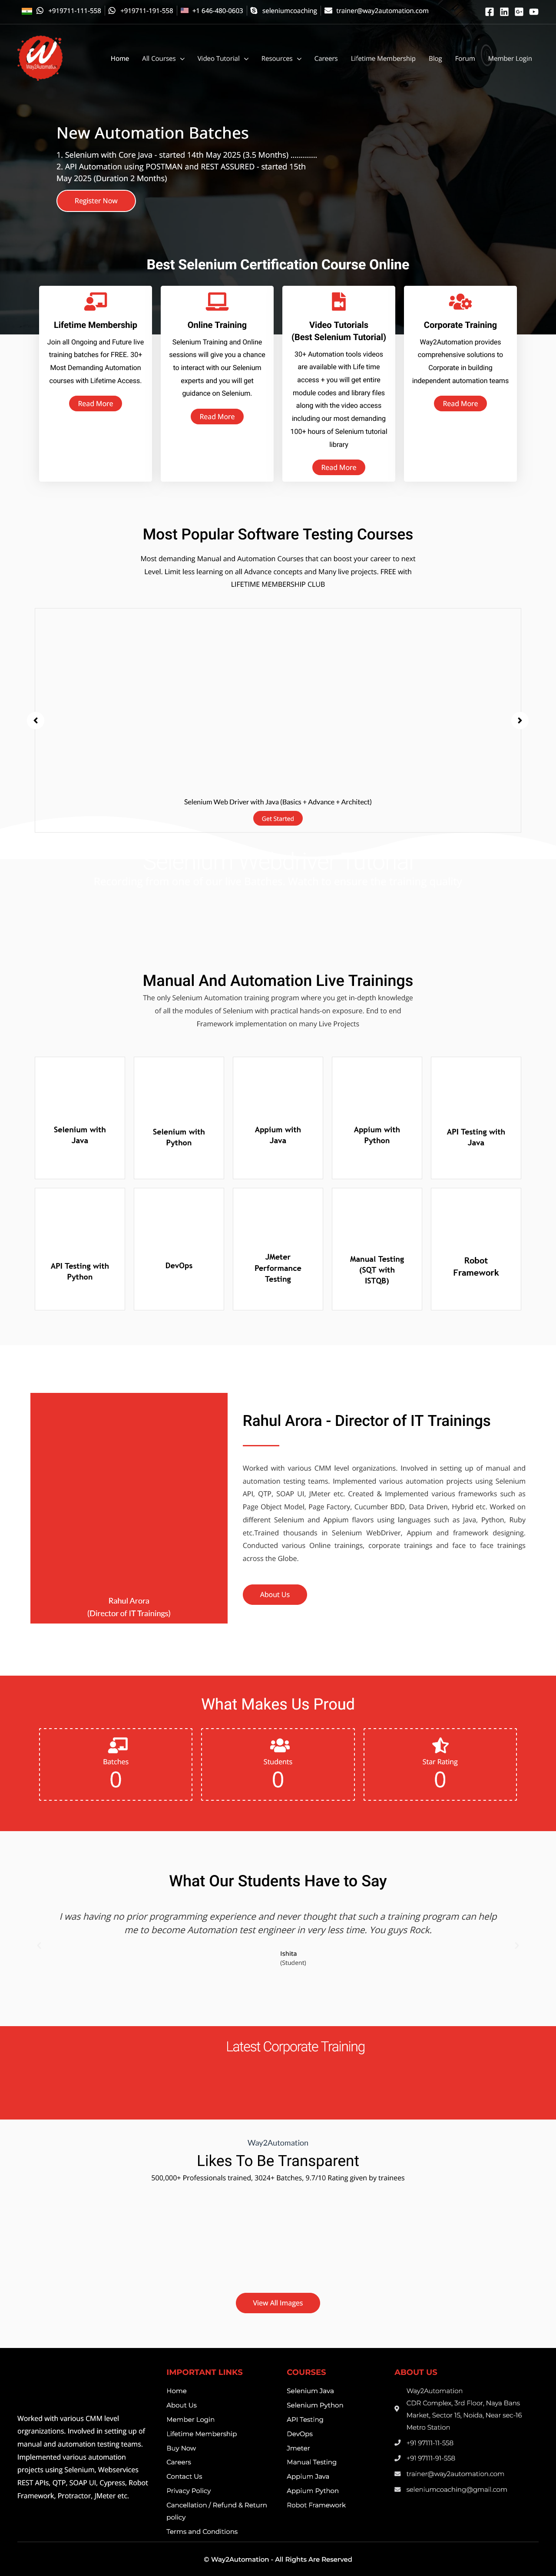 +919711-111-558
+919711-191-558
+1 646-480-0603
seleniumcoaching
trainer@way2automation.com
Way2Automation
Home
All Courses
Video Tutorial
Resources
Careers
Lifetime Membership
Blog
Forum
Member Login
New Automation Batches
1. Selenium with Core Java - started 14th May 2025 (3.5 Months) ..............
2. API Automation using POSTMAN and REST ASSURED - started 15th
May 2025 (Duration 2 Months)
Register Now
Best Selenium Certification Course Online
Lifetime Membership
Join all Ongoing and Future live
training batches for FREE. 30+
Most Demanding Automation
courses with Lifetime Access.
Read More
Online Training
Selenium Training and Online
sessions will give you a chance
to interact with our Selenium
experts and you will get
guidance on Selenium.
Read More
Video Tutorials
(Best Selenium Tutorial)
30+ Automation tools videos
are available with Life time
access + you will get entire
module codes and library files
along with the video access
including our most demanding
100+ hours of Selenium tutorial
library
Read More
Corporate Training
Way2Automation provides
comprehensive solutions to
Corporate in building
independent automation teams
Read More
Most Popular Software Testing Courses
Most demanding Manual and Automation Courses that can boost your career to next
Level. Limit less learning on all Advance concepts and Many live projects. FREE with
LIFETIME MEMBERSHIP CLUB
Selenium Web Driver with Java (Basics + Advance + Architect)
Get Started
Selenium Webdriver Tutorial
Manual And Automation Live Trainings
The only Selenium Automation training program where you get in-depth knowledge
of all the modules of Selenium with practical hands-on exposure. End to end
Framework implementation on many Live Projects
Selenium with
Java
Selenium with
Python
Appium with
Java
Appium with
Python
API Testing with
Java
API Testing with
Python
DevOps
JMeter
Performance
Testing
Manual Testing
(SQT with
ISTQB)
Robot
Framework
Rahul Arora
(Director of IT Trainings)
Rahul Arora - Director of IT Trainings
Worked with various CMM level organizations. Involved in setting up of manual and
automation testing teams. Implemented various automation projects using Selenium
API, QTP, SOAP UI, JMeter etc. Created & Implemented various frameworks such as
Page Object Model, Page Factory, Cucumber BDD, Data Driven, Hybrid etc. Worked on
different Selenium and Appium flavors using languages such as Java, Python, Ruby
etc.Trained thousands in Selenium WebDriver, Appium and framework designing.
Conducted various Online trainings, corporate trainings and face to face trainings
across the Globe.
About Us
What Makes Us Proud
Batches
0
Students
0
Star Rating
0
What Our Students Have to Say
I was having no prior programming experience and never thought that such a training program can help
me to become Automation test engineer in very less time. You guys Rock.
Ishita
(Student)
Latest Corporate Training
Way2Automation
Likes To Be Transparent
500,000+ Professionals trained, 3024+ Batches, 9.7/10 Rating given by trainees
View All Images
Worked with various CMM level
organizations. Involved in setting up of
manual and automation testing teams.
Implemented various automation
projects using Selenium, Webservices
REST APIs, QTP, SOAP UI, Cypress, Robot
Framework, Protractor, JMeter etc.
IMPORTANT LINKS
Home
About Us
Member Login
Lifetime Membership
Buy Now
Careers
Contact Us
Privacy Policy
Cancellation / Refund & Return
policy
Terms and Conditions
COURSES
Selenium Java
Selenium Python
API Testing
DevOps
Jmeter
Manual Testing
Appium Java
Appium Python
Robot Framework
ABOUT US
Way2Automation
CDR Complex, 3rd Floor, Naya Bans
Market, Sector 15, Noida, Near sec-16
Metro Station
+91 97111-11-558
+91 97111-91-558
trainer@way2automation.com
seleniumcoaching@gmail.com
© Way2Automation - All Rights Are Reserved